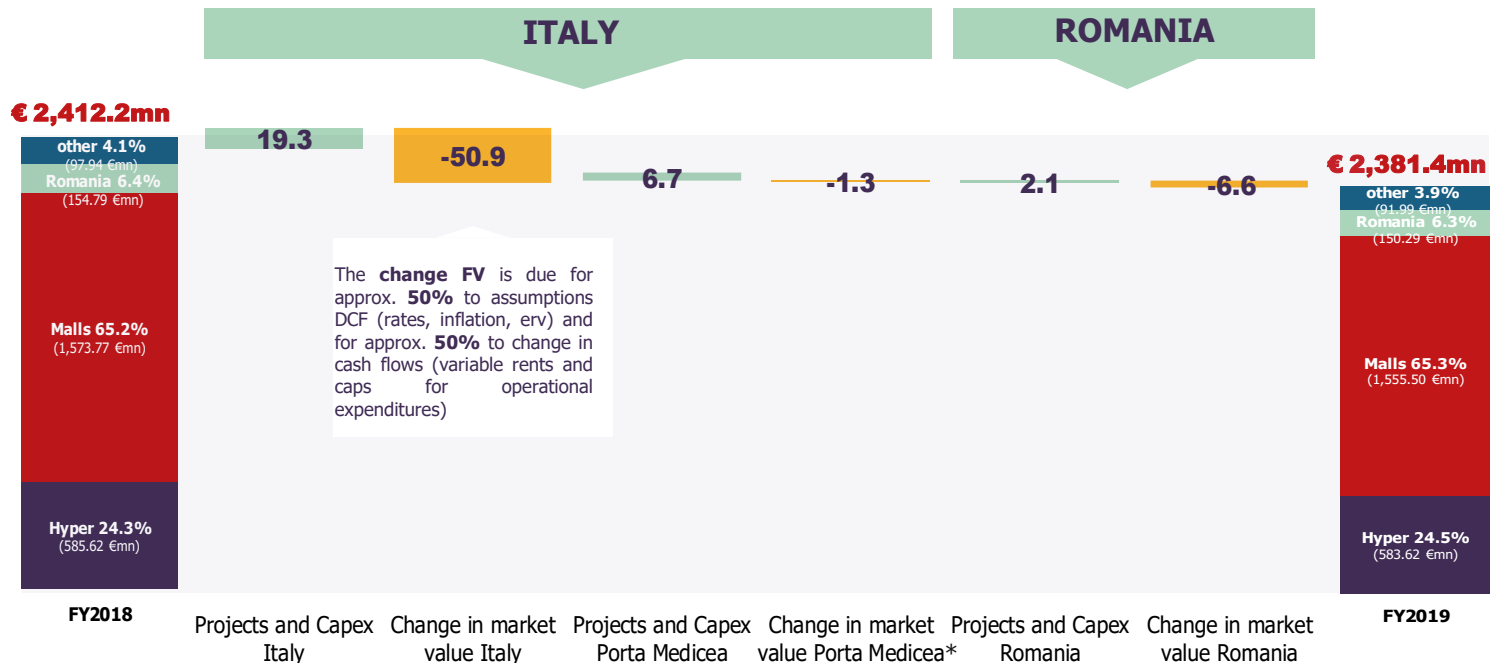 ITALY
ROMANIA
€ 2,412.2mn
other 4.1%
(97.94 €mn)
Romania 6.4%
(154.79 €mn)
Malls 65.2%
(1,573.77 €mn)
Hyper 24.3%
(585.62 €mn)
FY2018
19.3
-50.9
6.7
-1.3
2.1
-6.6
The change FV is due for
approx. 50% to assumptions
DCF (rates, inflation, erv) and
for approx. 50% to change in
cash flows (variable rents and
caps for operational
expenditures)
€ 2,381.4mn
other 3.9%
(91.99 €mn)
Romania 6.3%
(150.29 €mn)
Malls 65.3%
(1,555.50 €mn)
Hyper 24.5%
(583.62 €mn)
FY2019
Projects and Capex
Italy
Change in market
value Italy
Projects and Capex
Porta Medicea
Change in market
value Porta Medicea*
Projects and Capex
Romania
Change in market
value Romania